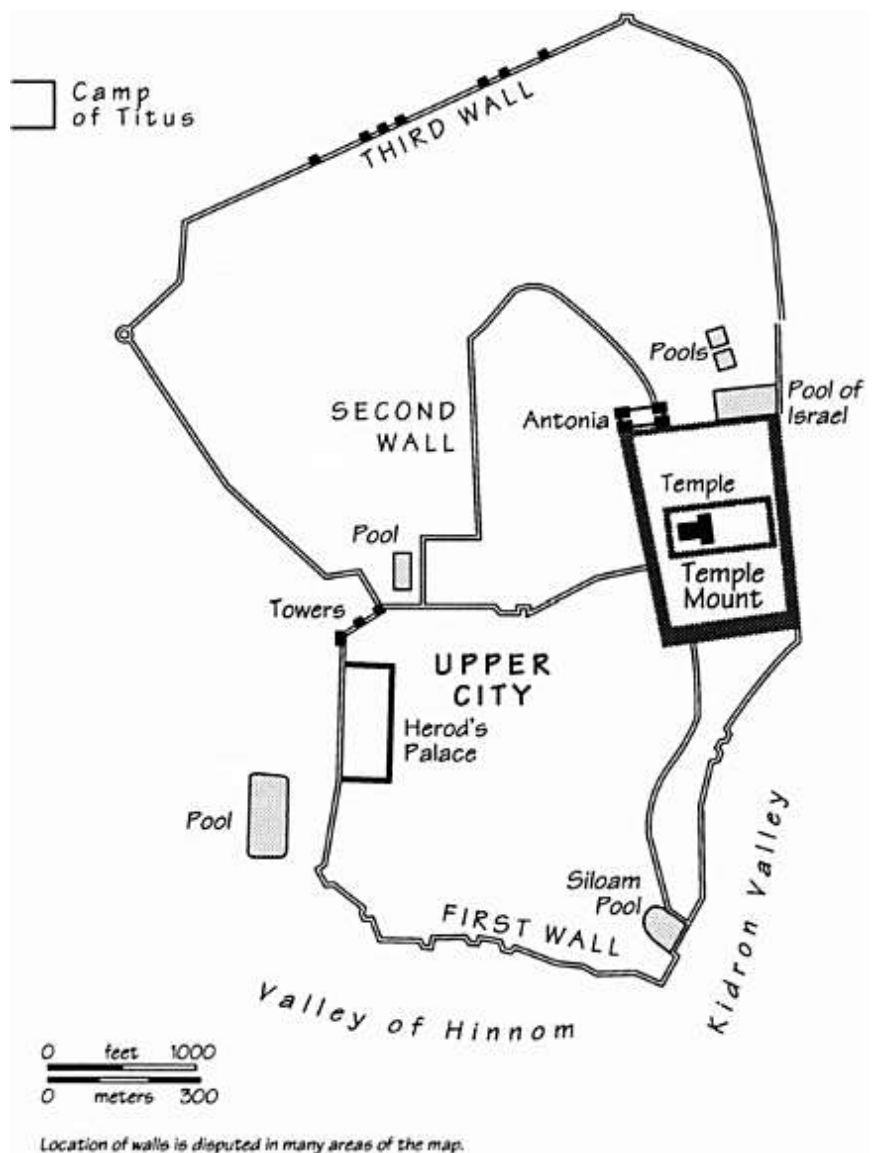 Camp
of Titus
THIRD WALL
Pools
Pool of
Israel
SECOND
WALL
Antonia
Temple
Pool
Temple
Mount
Towers
UPPER
CITY
Herod's
Palace
Pool
Siloam
Pool
FIRST WALL
Kidron Valley
Valley of Hinnom
0 feet 1000
0 meters 300
Location of walls is disputed in many areas of the map.